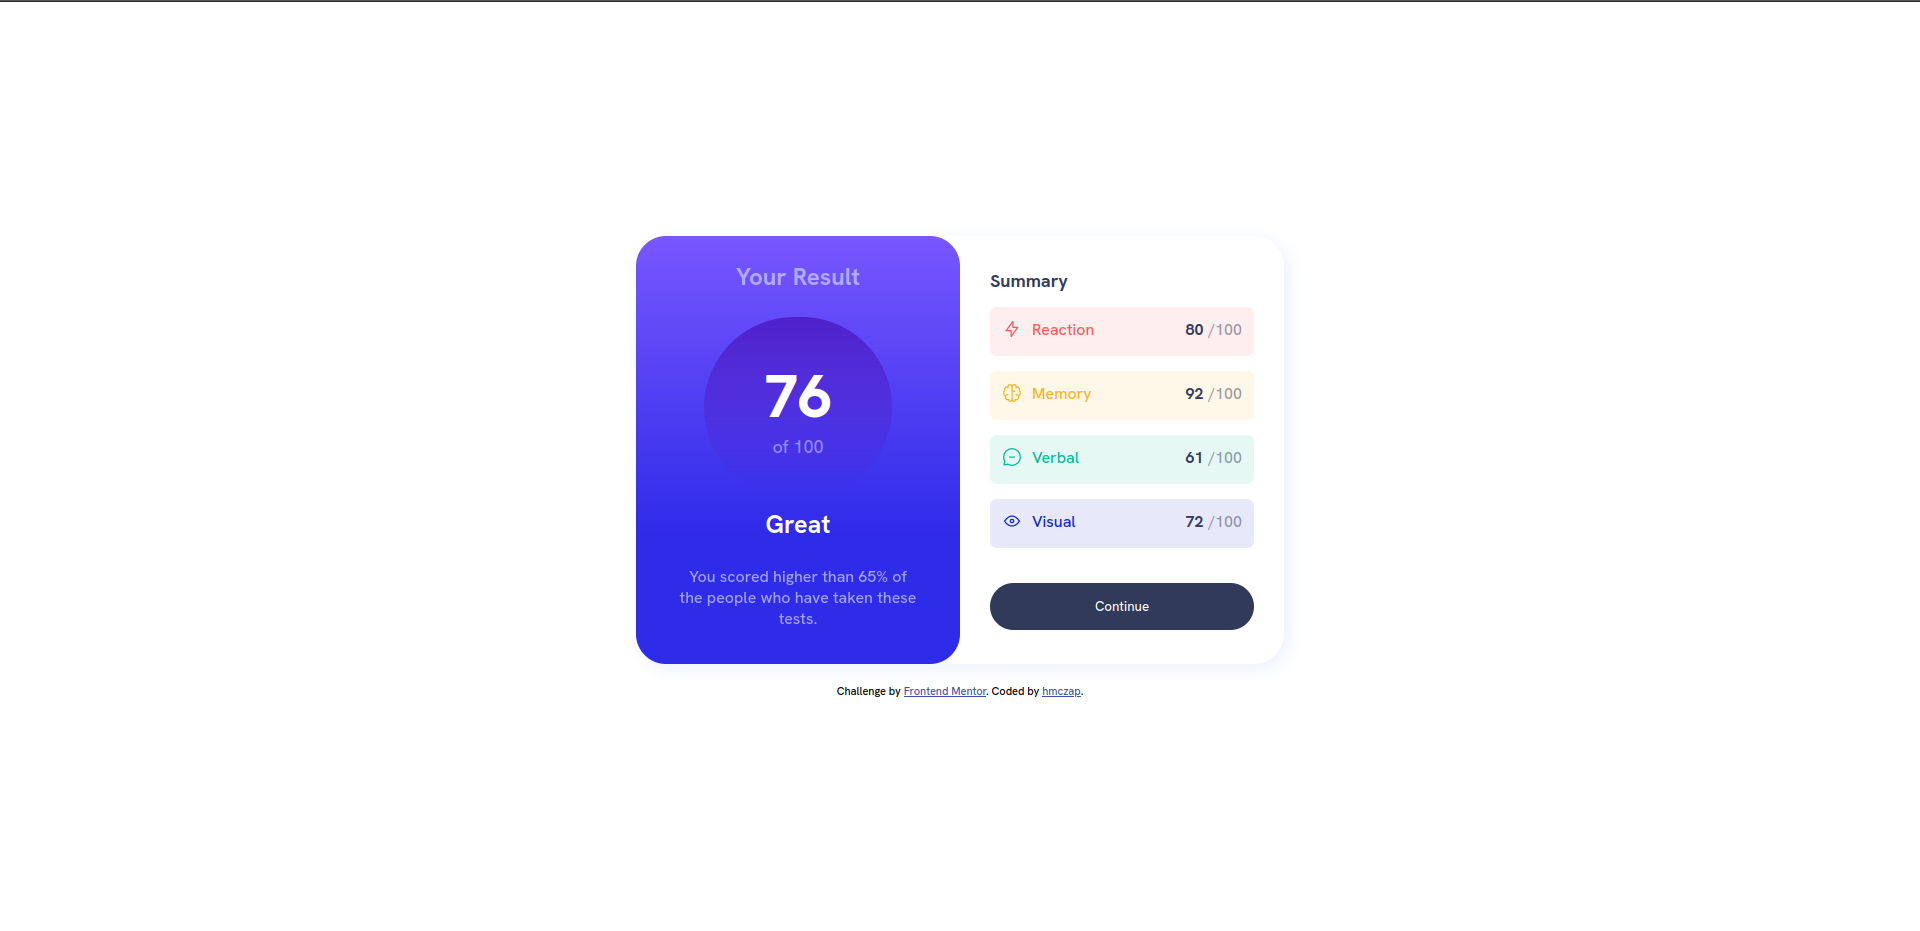 Your Result
76
of 100
Great
You scored higher than 65% of
the people who have taken these
tests.
Summary
Reaction 80 /100
Memory 92 /100
Verbal 61 /100
Visual 72 /100
Continue
Challenge by Frontend Mentor. Coded by hmczap.